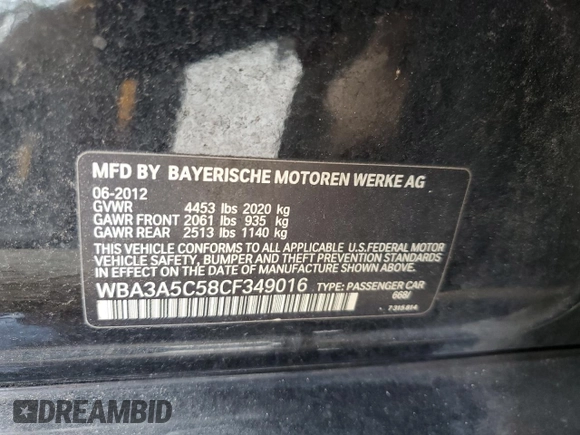 MFD BY BAYERISCHE MOTOREN WERKE AG
06-2012
GVWR 4453 lbs 2020 kg
GAWR FRONT 2061 lbs 935 kg
GAWR REAR 2513 lbs 1140 kg
THIS VEHICLE CONFORMS TO ALL APPLICABLE U.S.FEDERAL MOTOR
VEHICLE SAFETY, BUMPER AND THEFT PREVENTION STANDARDS
IN EFFECT ON THE DATE OF MANUFACTURE SHOWN ABOVE.
WBA3A5C58CF349016 TYPE: PASSENGER CAR
668/
DREAMBID